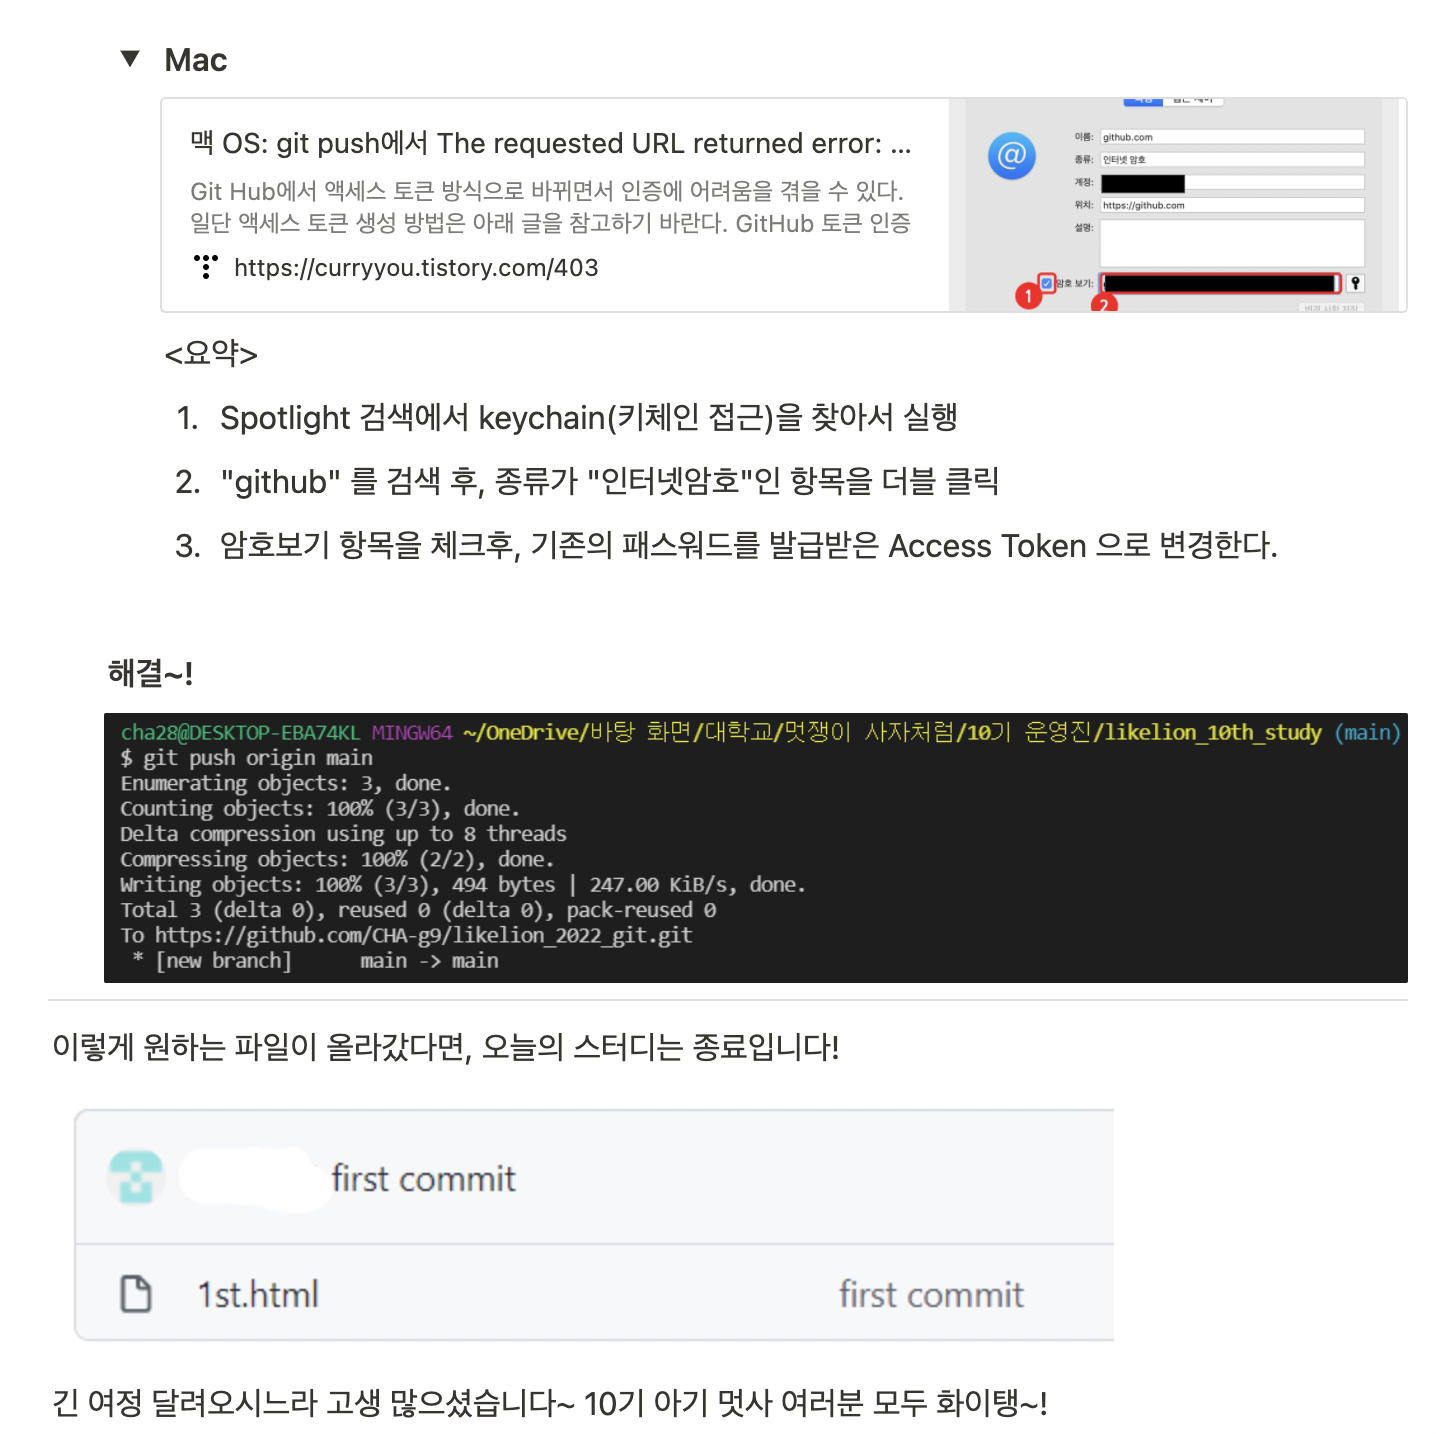 ▼ Mac
맥 OS: git push에서 The requested URL returned error: ...
Git Hub에서 액세스 토큰 방식으로 바뀌면서 인증에 어려움을 겪을 수 있다.
일단 액세스 토큰 생성 방법은 아래 글을 참고하기 바란다. GitHub 토큰 인증
https://curryyou.tistory.com/403
이름: github.com
종류: 인터넷 암호
계정:
위치: https://github.com
설명:
1 암호 보기:
2
<요약>
1. Spotlight 검색에서 keychain(키체인 접근)을 찾아서 실행
2. "github" 를 검색 후, 종류가 "인터넷암호"인 항목을 더블 클릭
3. 암호보기 항목을 체크후, 기존의 패스워드를 발급받은 Access Token 으로 변경한다.
해결~!
cha28@DESKTOP-EBA74KL MINGW64 ~/OneDrive/바탕 화면/대학교/멋쟁이 사자처럼/10기 운영진/likelion_10th_study (main)
$ git push origin main
Enumerating objects: 3, done.
Counting objects: 100% (3/3), done.
Delta compression using up to 8 threads
Compressing objects: 100% (2/2), done.
Writing objects: 100% (3/3), 494 bytes | 247.00 KiB/s, done.
Total 3 (delta 0), reused 0 (delta 0), pack-reused 0
To https://github.com/CHA-g9/likelion_2022_git.git
* [new branch] main -> main
이렇게 원하는 파일이 올라갔다면, 오늘의 스터디는 종료입니다!
first commit
1st.html first commit
긴 여정 달려오시느라 고생 많으셨습니다~ 10기 아기 멋사 여러분 모두 화이탱~!